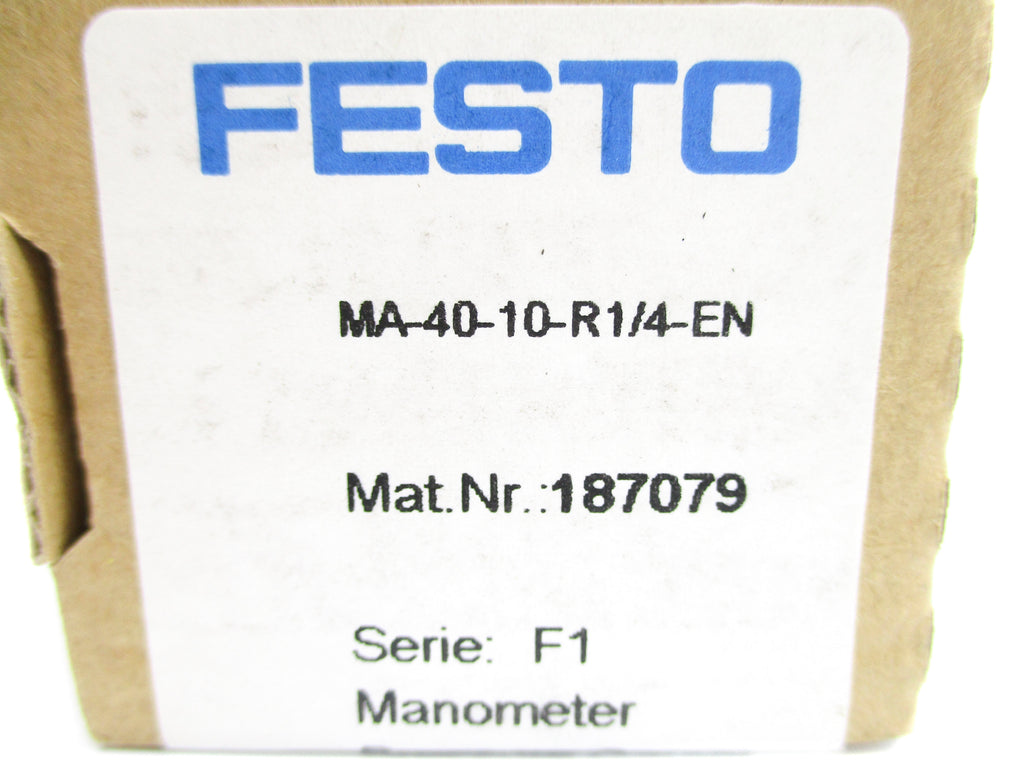 FESTO
MA-40-10-R1/4-EN
Mat.Nr.:187079
Serie: F1
Manometer